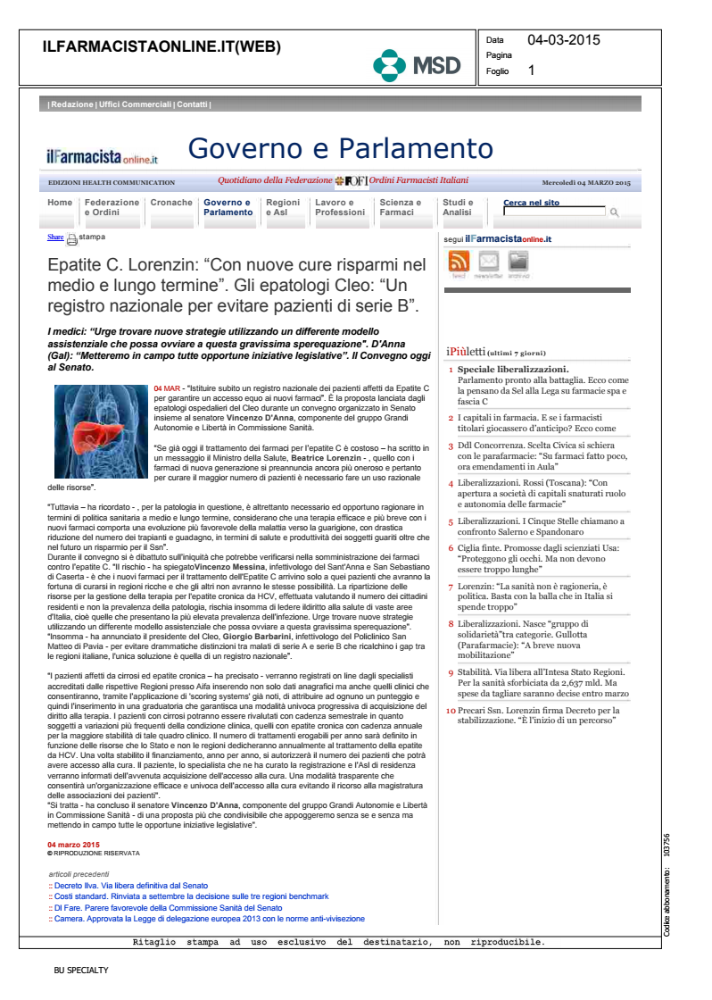 ILFARMACISTAONLINE.IT(WEB)
MSD
Data 04-03-2015
Pagina
Foglio 1
| Redazione | Uffici Commerciali | Contatti |
ilFarmacista online.it
Governo e Parlamento
EDIZIONI HEALTH COMMUNICATION
Quotidiano della Federazione FOFI Ordini Farmacisti Italiani
Mercoledì 04 MARZO 2015
Home
Federazione
e Ordini
Cronache
Governo e
Parlamento
Regioni
e Asl
Lavoro e
Professioni
Scienza e
Farmaci
Studi e
Analisi
Cerca nel sito
Share stampa
Epatite C. Lorenzin: “Con nuove cure risparmi nel
medio e lungo termine”. Gli epatologi Cleo: “Un
registro nazionale per evitare pazienti di serie B”.
I medici: “Urge trovare nuove strategie utilizzando un differente modello
assistenziale che possa ovviare a questa gravissima sperequazione". D'Anna
(Gal): “Metteremo in campo tutte opportune iniziative legislative”. Il Convegno oggi
al Senato.
04 MAR - "Istituire subito un registro nazionale dei pazienti affetti da Epatite C
per garantire un accesso equo ai nuovi farmaci". È la proposta lanciata dagli
epatologi ospedalieri del Cleo durante un convegno organizzato in Senato
insieme al senatore Vincenzo D'Anna, componente del gruppo Grandi
Autonomie e Libertà in Commissione Sanità.
"Se già oggi il trattamento dei farmaci per l'epatite C è costoso – ha scritto in
un messaggio il Ministro della Salute, Beatrice Lorenzin - , quello con i
farmaci di nuova generazione si preannuncia ancora più oneroso e pertanto
per curare il maggior numero di pazienti è necessario fare un uso razionale
delle risorse".
"Tuttavia – ha ricordato - , per la patologia in questione, è altrettanto necessario ed opportuno ragionare in
termini di politica sanitaria a medio e lungo termine, considerano che una terapia efficace e più breve con i
nuovi farmaci comporta una evoluzione più favorevole della malattia verso la guarigione, con drastica
riduzione del numero dei trapianti e guadagno, in termini di salute e produttività dei soggetti guariti oltre che
nel futuro un risparmio per il Ssn".
Durante il convegno si è dibattuto sull'iniquità che potrebbe verificarsi nella somministrazione dei farmaci
contro l'epatite C. "Il rischio - ha spiegatoVincenzo Messina, infettivologo del Sant'Anna e San Sebastiano
di Caserta - è che i nuovi farmaci per il trattamento dell'Epatite C arrivino solo a quei pazienti che avranno la
fortuna di curarsi in regioni ricche e che gli altri non avranno le stesse possibilità. La ripartizione delle
risorse per la gestione della terapia per l'epatite cronica da HCV, effettuata valutando il numero dei cittadini
residenti e non la prevalenza della patologia, rischia insomma di ledere ildiritto alla salute di vaste aree
d'Italia, cioè quelle che presentano la più elevata prevalenza dell'infezione. Urge trovare nuove strategie
utilizzando un differente modello assistenziale che possa ovviare a questa gravissima sperequazione".
"Insomma - ha annunciato il presidente del Cleo, Giorgio Barbarini, infettivologo del Policlinico San
Matteo di Pavia - per evitare drammatiche distinzioni tra malati di serie A e serie B che ricalchino i gap tra
le regioni italiane, l'unica soluzione è quella di un registro nazionale".
"I pazienti affetti da cirrosi ed epatite cronica – ha precisato - verranno registrati on line dagli specialisti
accreditati dalle rispettive Regioni presso Aifa inserendo non solo dati anagrafici ma anche quelli clinici che
consentiranno, tramite l'applicazione di 'scoring systems' già noti, di attribuire ad ognuno un punteggio e
quindi l'inserimento in una graduatoria che garantisca una modalità univoca progressiva di acquisizione del
diritto alla terapia. I pazienti con cirrosi potranno essere rivalutati con cadenza semestrale in quanto
soggetti a variazioni più frequenti della condizione clinica, quelli con epatite cronica con cadenza annuale
per la maggiore stabilità di tale quadro clinico. Il numero di trattamenti erogabili per anno sarà definito in
funzione delle risorse che lo Stato e non le regioni dedicheranno annualmente al trattamento della epatite
da HCV. Una volta stabilito il finanziamento, anno per anno, si autorizzerà il numero dei pazienti che potrà
avere accesso alla cura. Il paziente, lo specialista che ne ha curato la registrazione e l'Asl di residenza
verranno informati dell'avvenuta acquisizione dell'accesso alla cura. Una modalità trasparente che
consentirà un'organizzazione efficace e univoca dell'accesso alla cura evitando il ricorso alla magistratura
delle associazioni dei pazienti".
"Si tratta - ha concluso il senatore Vincenzo D'Anna, componente del gruppo Grandi Autonomie e Libertà
in Commissione Sanità - di una proposta più che condivisibile che appoggeremo senza se e senza ma
mettendo in campo tutte le opportune iniziative legislative".
04 marzo 2015
© RIPRODUZIONE RISERVATA
articoli precedenti
:: Decreto Ilva. Via libera definitiva dal Senato
:: Costi standard. Rinviata a settembre la decisione sulle tre regioni benchmark
:: Dl Fare. Parere favorevole della Commissione Sanità del Senato
:: Camera. Approvata la Legge di delegazione europea 2013 con le norme anti-vivisezione
segui ilFarmacistaonline.it
feed newsletter archivio
iPiùletti (ultimi 7 giorni)
1 Speciale liberalizzazioni.
Parlamento pronto alla battaglia. Ecco come
la pensano da Sel alla Lega su farmacie spa e
fascia C
2 I capitali in farmacia. E se i farmacisti
titolari giocassero d’anticipo? Ecco come
3 Ddl Concorrenza. Scelta Civica si schiera
con le parafarmacie: “Su farmaci fatto poco,
ora emendamenti in Aula”
4 Liberalizzazioni. Rossi (Toscana): “Con
apertura a società di capitali snaturati ruolo
e autonomia delle farmacie”
5 Liberalizzazioni. I Cinque Stelle chiamano a
confronto Salerno e Spandonaro
6 Ciglia finte. Promosse dagli scienziati Usa:
“Proteggono gli occhi. Ma non devono
essere troppo lunghe”
7 Lorenzin: “La sanità non è ragioneria, è
politica. Basta con la balla che in Italia si
spende troppo”
8 Liberalizzazioni. Nasce “gruppo di
solidarietà”tra categorie. Gullotta
(Parafarmacie): “A breve nuova
mobilitazione”
9 Stabilità. Via libera all’Intesa Stato Regioni.
Per la sanità sforbiciata da 2,637 mld. Ma
spese da tagliare saranno decise entro marzo
10 Precari Ssn. Lorenzin firma Decreto per la
stabilizzazione. “È l’inizio di un percorso”
Codice abbonamento: 103756
Ritaglio stampa ad uso esclusivo del destinatario, non riproducibile.
BU SPECIALTY